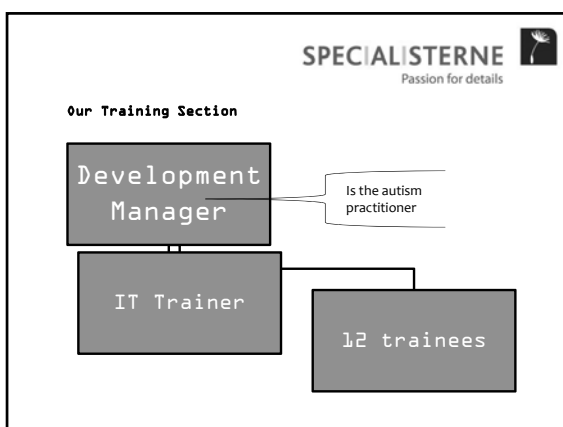 SPECIALISTERNE
Passion for details
Our Training Section
Development
Manager
Is the autism
practitioner
IT Trainer
12 trainees